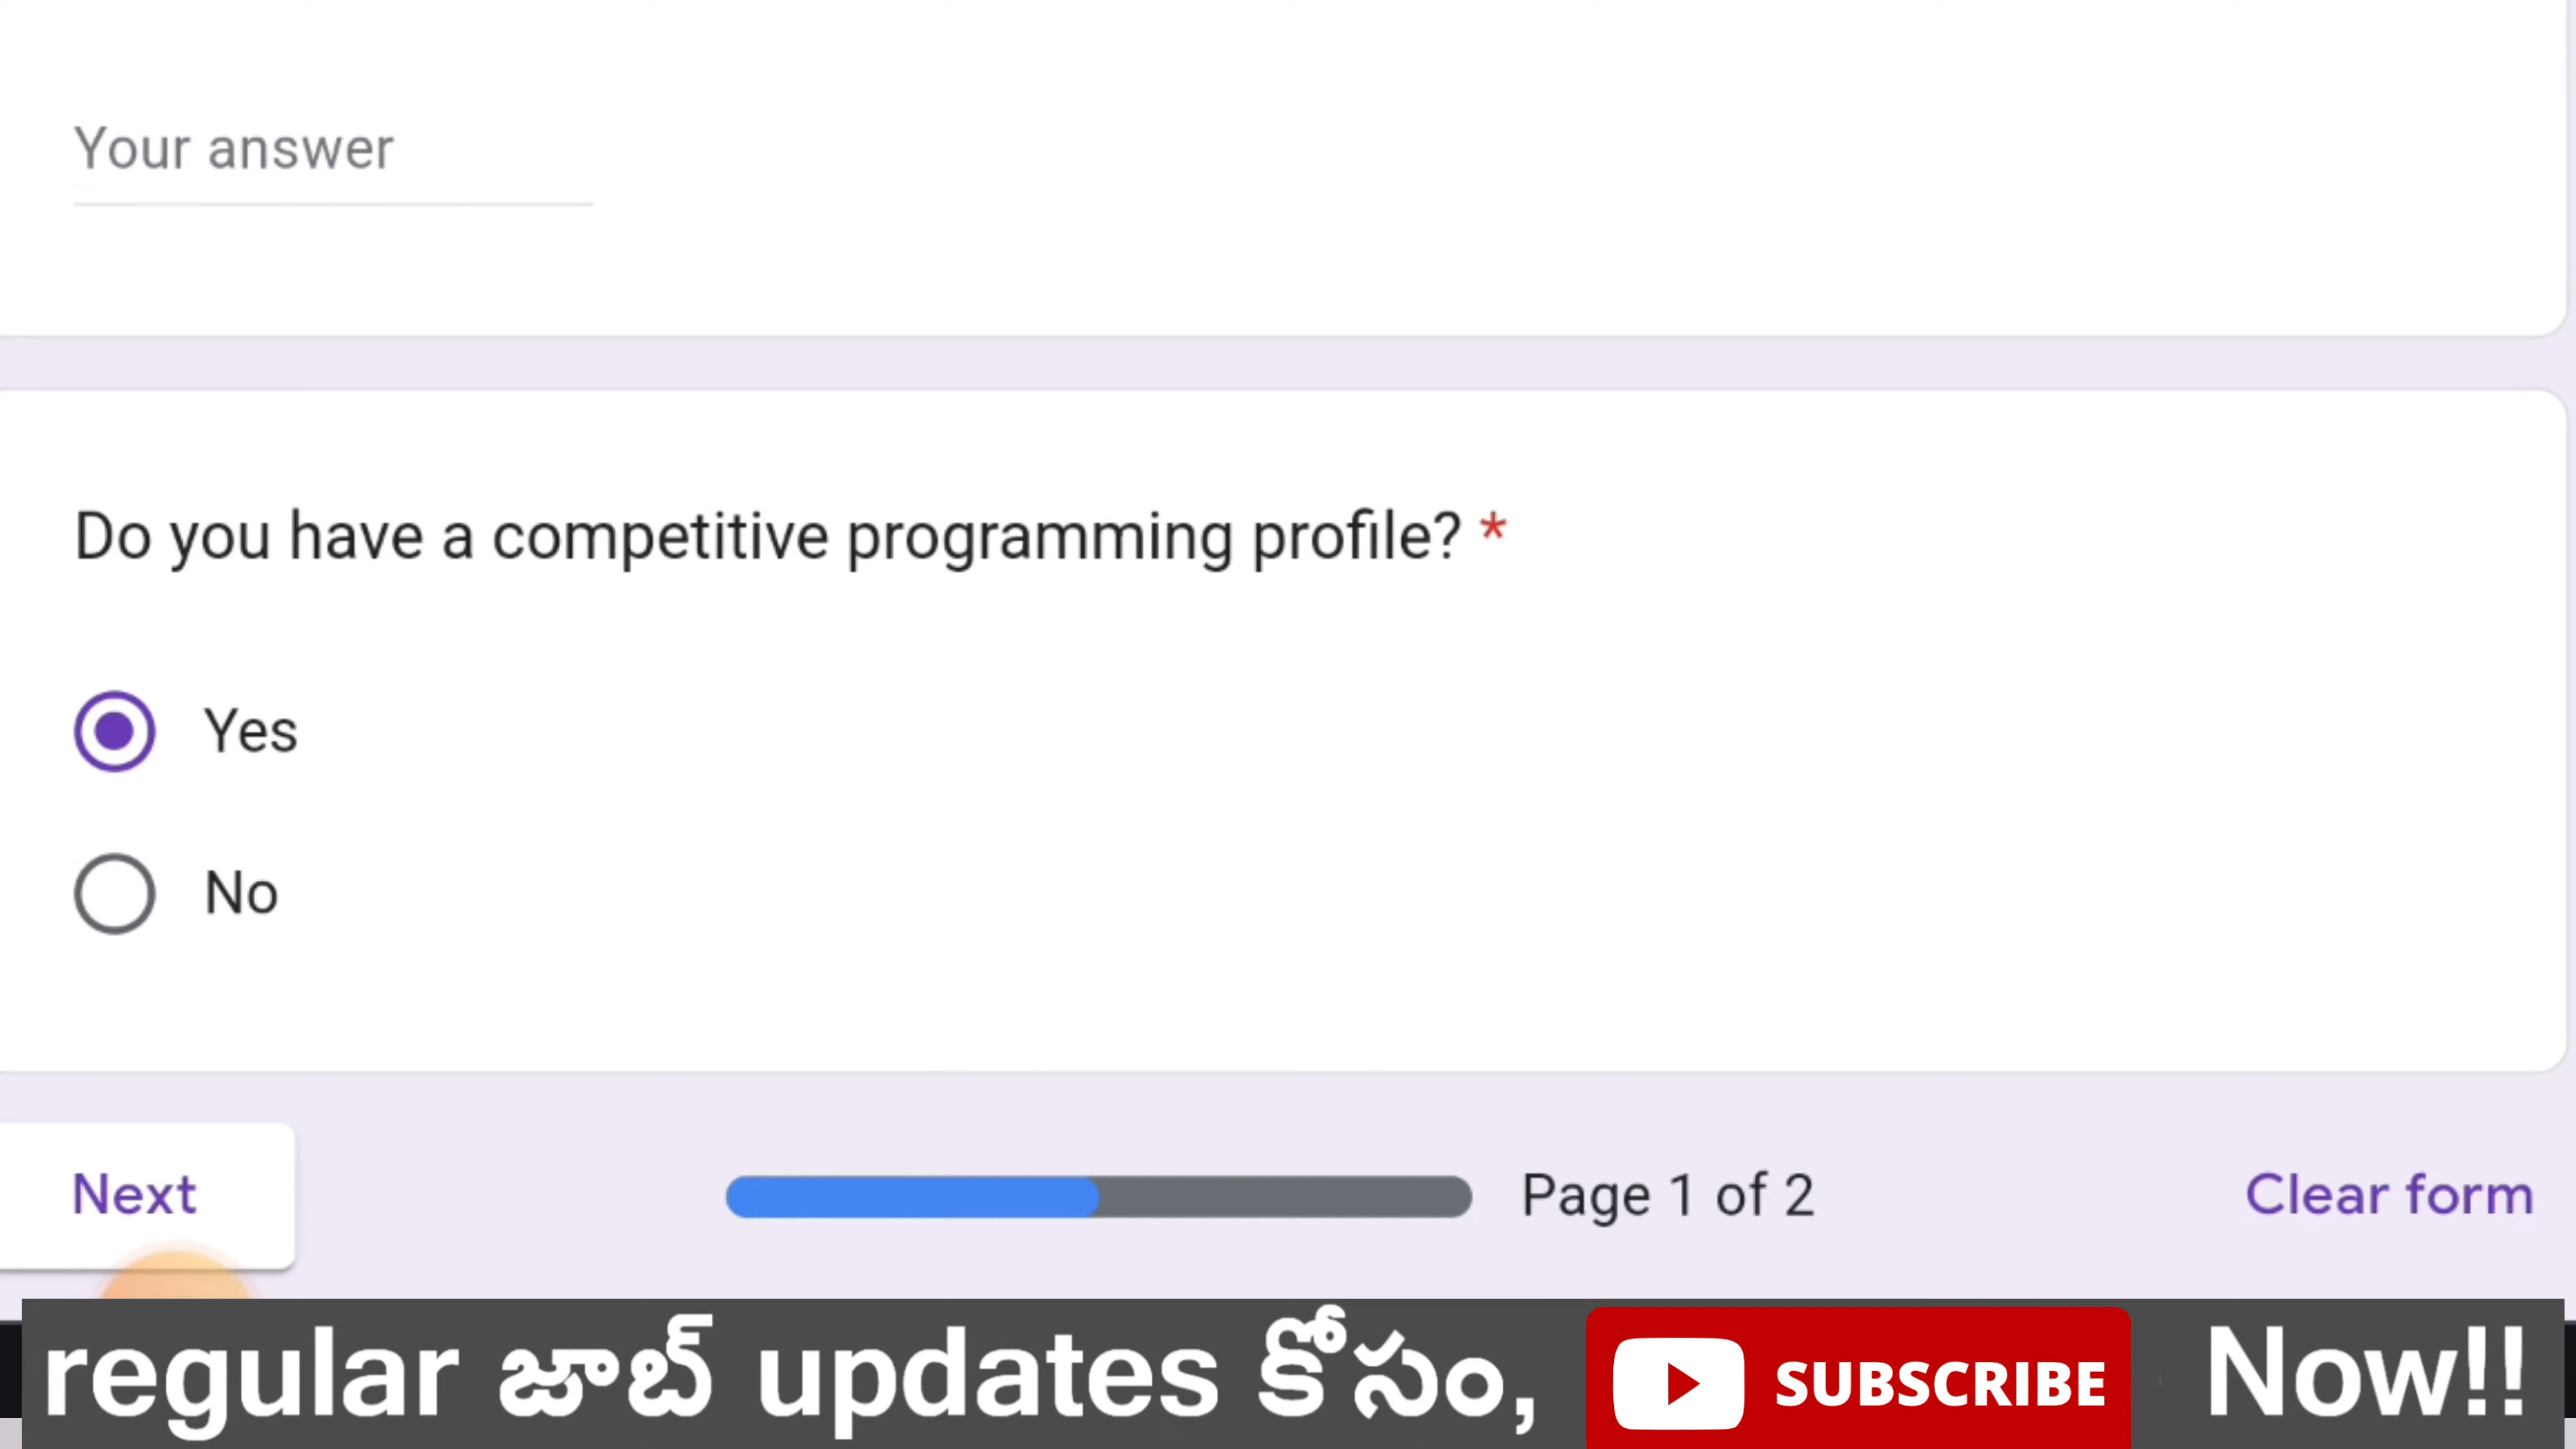 Your answer
Do you have a competitive programming profile? *
Yes
No
Next
Page 1 of 2
Clear form
regular జాబ్ updates కోసం, SUBSCRIBE Now!!